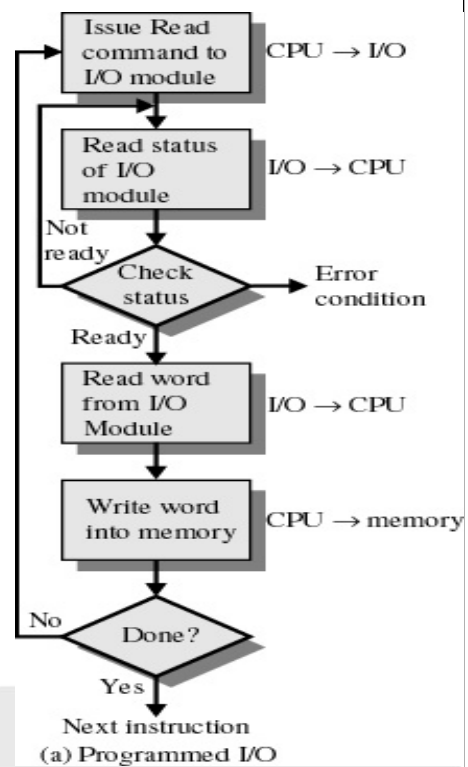 Issue Read
command to
I/O module
CPU → I/O
Read status
of I/O
module
I/O → CPU
Not
ready
Check
status
Error
condition
Ready
Read word
from I/O
Module
I/O → CPU
Write word
into memory
CPU → memory
No
Done?
Yes
Next instruction
(a) Programmed I/O